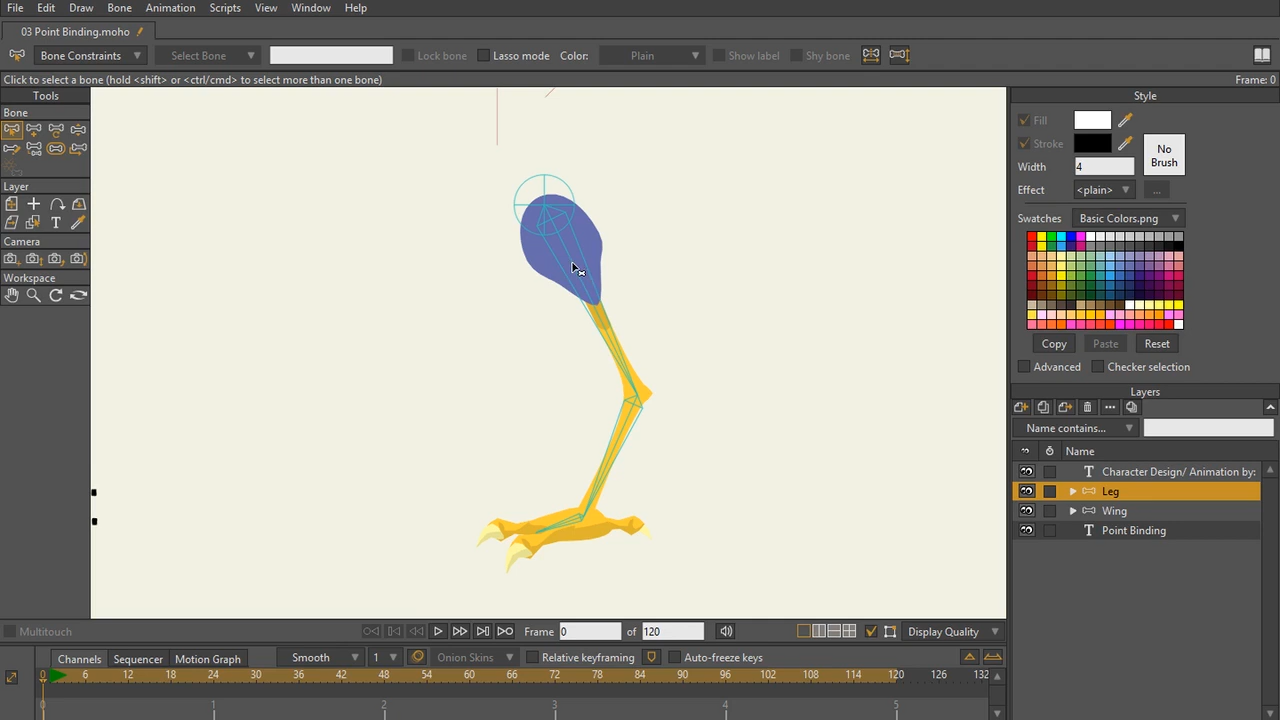 File Edit Draw Bone Animation Scripts View Window Help
03 Point Binding.moho
Bone Constraints Select Bone Lock bone Lasso mode Color: Plain Show label Shy bone
Click to select a bone (hold <shift> or <ctrl/cmd> to select more than one bone) Frame: 0
Tools
Bone
Layer
Camera
Workspace
Style
Fill
Stroke
No Brush
Width 4
Effect <plain> ...
Swatches Basic Colors.png
Copy Paste Reset
Advanced Checker selection
Layers
Name contains...
Name
T Character Design/ Animation by:
Leg
Wing
T Point Binding
Multitouch Frame 0 of 120 Display Quality
Channels Sequencer Motion Graph Smooth 1 Onion Skins Relative keyframing Auto-freeze keys
0 6 12 18 24 30 36 42 48 54 60 66 72 78 84 90 96 102 108 114 120 126 132
0 1 2 3 4 5